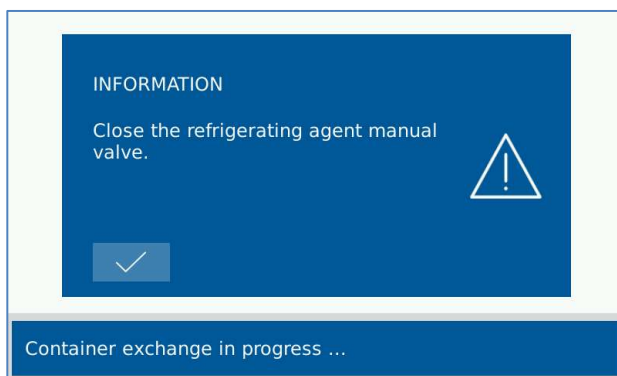 INFORMATION
Close the refrigerating agent manual
valve.
Container exchange in progress ...